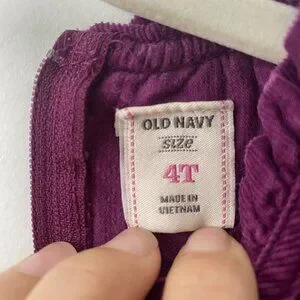 OLD NAVY
size
4T
MADE IN
VIETNAM